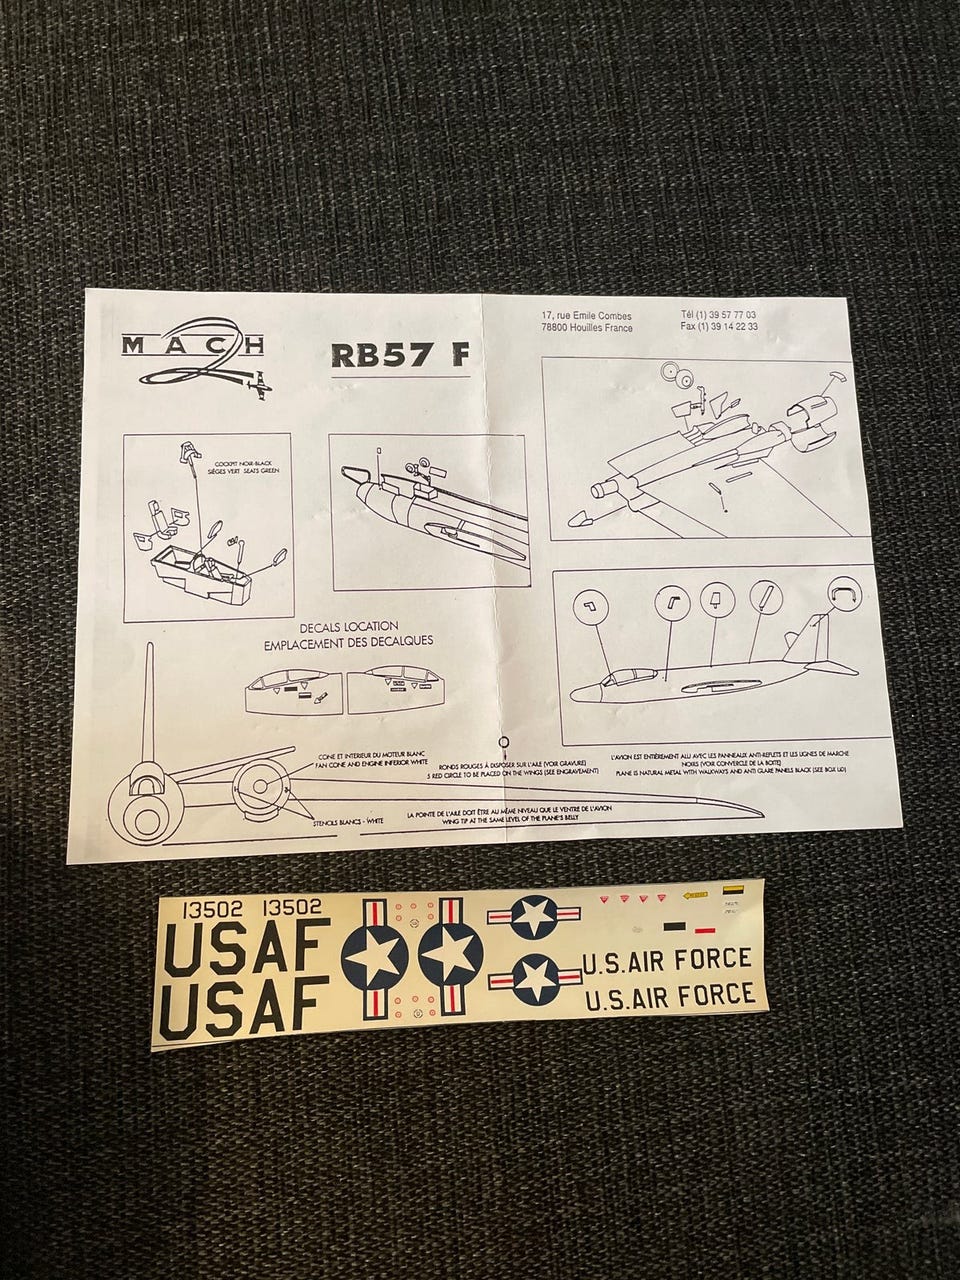 MACH 2
RB57 F
17, rue Emile Combes
78800 Houilles France
Tél (1) 39 57 77 03
Fax (1) 39 14 22 33
COCKPIT NOIR-BLACK
SIÈGES VERT SEATS GREEN
DECALS LOCATION
EMPLACEMENT DES DECALQUES
CONE ET INTERIEUR DU MOTEUR BLANC
FAN CONE AND ENGINE INFERIOR WHITE
STENCILS BLANCS - WHITE
RONDS ROUGES À DISPOSER SUR L'AILE (VOIR GRAVURE)
5 RED CIRCLE TO BE PLACED ON THE WINGS (SEE ENGRAVEMENT)
LA POINTE DE L'AILE DOIT ÊTRE AU MÊME NIVEAU QUE LE VENTRE DE L'AVION
WING TIP AT THE SAME LEVEL OF THE PLANE'S BELLY
L'AVION EST ENTIÈREMENT ALU AVEC LES PANNEAUX ANTI-REFLETS ET LES LIGNES DE MARCHE
NOIRS (VOIR CONVERCLE DE LA BOITE)
PLANE IS NATURAL METAL WITH WALKWAYS AND ANTI GLARE PANELS BLACK (SEE BOX LID)
13502 13502
USAF
USAF
U.S.AIR FORCE
U.S.AIR FORCE